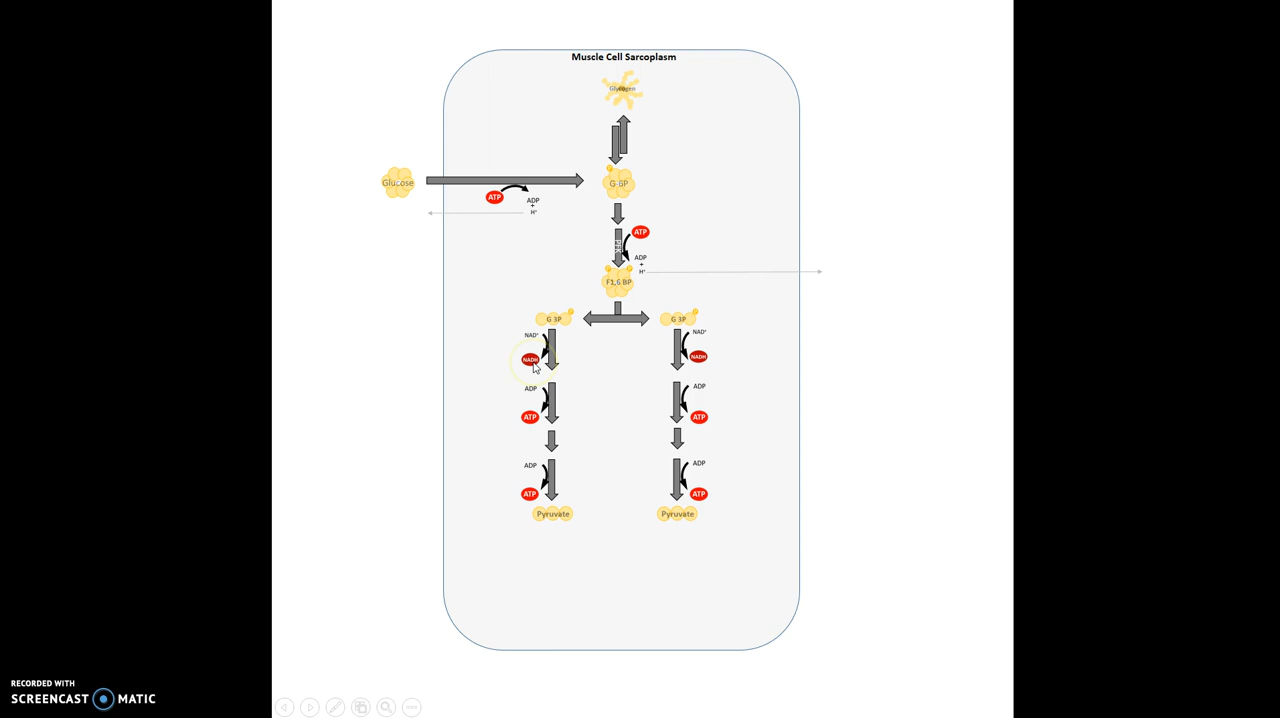 Muscle Cell Sarcoplasm
Glycogen
Glucose
G-6P
ATP
ADP
+
H+
ATP
ADP
+
H+
F1,6 BP
G 3P
G 3P
NAD+
NAD+
NADH
NADH
ADP
ADP
ATP
ATP
ADP
ADP
ATP
ATP
Pyruvate
Pyruvate
RECORDED WITH
SCREENCAST MATIC